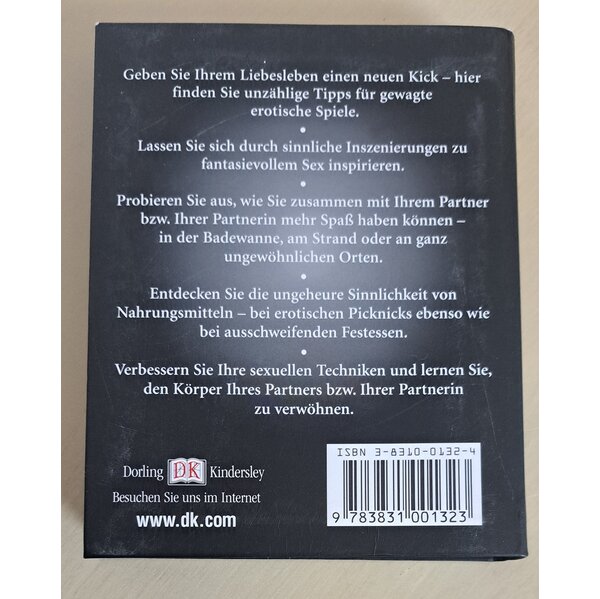 Geben Sie Ihrem Liebesleben einen neuen Kick – hier
finden Sie unzählige Tipps für gewagte
erotische Spiele.
•
Lassen Sie sich durch sinnliche Inszenierungen zu
fantasievollem Sex inspirieren.
•
Probieren Sie aus, wie Sie zusammen mit Ihrem Partner
bzw. Ihrer Partnerin mehr Spaß haben können –
in der Badewanne, am Strand oder an ganz
ungewöhnlichen Orten.
•
Entdecken Sie die ungeheure Sinnlichkeit von
Nahrungsmitteln – bei erotischen Picknicks ebenso wie
bei ausschweifenden Festessen.
•
Verbessern Sie Ihre sexuellen Techniken und lernen Sie,
den Körper Ihres Partners bzw. Ihrer Partnerin
zu verwöhnen.
Dorling DK Kindersley
Besuchen Sie uns im Internet
www.dk.com
ISBN 3-8310-0132-4
9 783831 001323